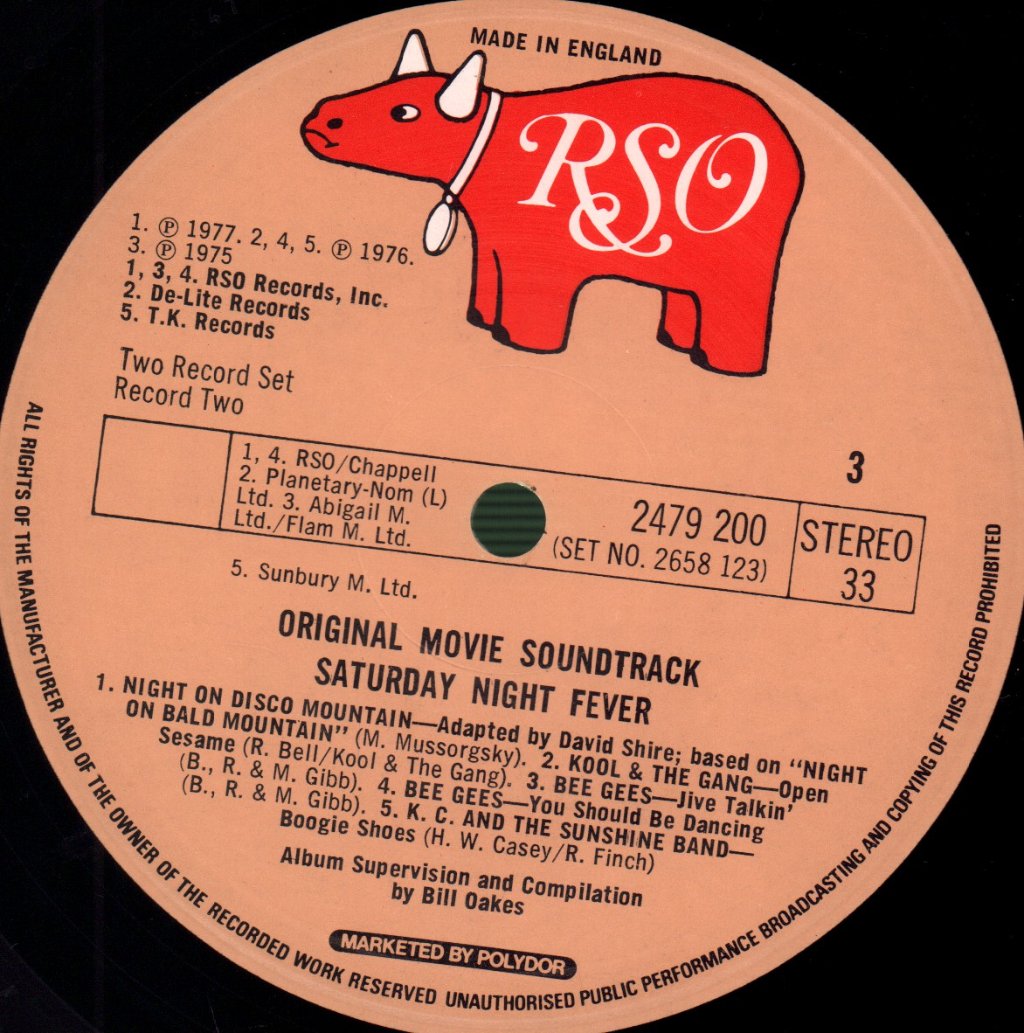 MADE IN ENGLAND
RSO
1. ℗ 1977. 2, 4, 5. ℗ 1976.
3. ℗ 1975
1, 3, 4. RSO Records, Inc.
2. De-Lite Records
5. T.K. Records
Two Record Set
Record Two
3
1, 4. RSO/Chappell
2. Planetary-Nom (L)
Ltd. 3. Abigail M.
Ltd./Flam M. Ltd.
5. Sunbury M. Ltd.
2479 200
(SET NO. 2658 123)
STEREO
33
ORIGINAL MOVIE SOUNDTRACK
SATURDAY NIGHT FEVER
1. NIGHT ON DISCO MOUNTAIN—Adapted by David Shire; based on "NIGHT
ON BALD MOUNTAIN" (M. Mussorgsky). 2. KOOL & THE GANG—Open
Sesame (R. Bell/Kool & The Gang). 3. BEE GEES—Jive Talkin'
(B., R. & M. Gibb). 4. BEE GEES—You Should Be Dancing
(B., R. & M. Gibb). 5. K. C. AND THE SUNSHINE BAND—
Boogie Shoes (H. W. Casey/R. Finch)
Album Supervision and Compilation
by Bill Oakes
MARKETED BY POLYDOR
ALL RIGHTS OF THE MANUFACTURER AND OF THE OWNER OF THE RECORDED WORK RESERVED UNAUTHORISED PUBLIC PERFORMANCE BROADCASTING AND COPYING OF THIS RECORD PROHIBITED